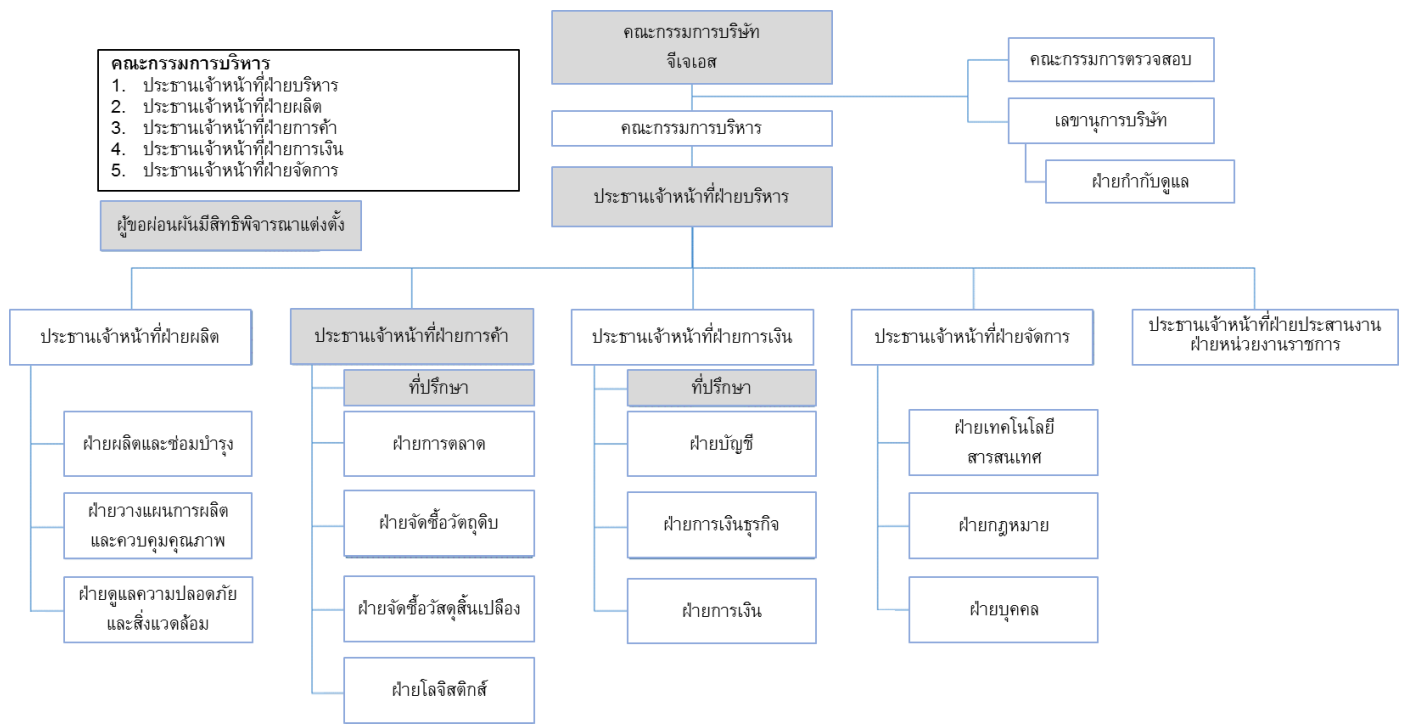 คณะกรรมการบริษัท
จีเจเอส
คณะกรรมการบริหาร
1. ประธานเจ้าหน้าที่ฝ่ายบริหาร
2. ประธานเจ้าหน้าที่ฝ่ายผลิต
3. ประธานเจ้าหน้าที่ฝ่ายการค้า
4. ประธานเจ้าหน้าที่ฝ่ายการเงิน
5. ประธานเจ้าหน้าที่ฝ่ายจัดการ
คณะกรรมการตรวจสอบ
คณะกรรมการบริหาร
เลขานุการบริษัท
ฝ่ายกำกับดูแล
ประธานเจ้าหน้าที่ฝ่ายบริหาร
ผู้ขอผ่อนผันมีสิทธิพิจารณาแต่งตั้ง
ประธานเจ้าหน้าที่ฝ่ายผลิต
ประธานเจ้าหน้าที่ฝ่ายการค้า
ประธานเจ้าหน้าที่ฝ่ายการเงิน
ประธานเจ้าหน้าที่ฝ่ายจัดการ
ประธานเจ้าหน้าที่ฝ่ายประสานงาน
ฝ่ายหน่วยงานราชการ
ที่ปรึกษา
ที่ปรึกษา
ฝ่ายผลิตและซ่อมบำรุง
ฝ่ายการตลาด
ฝ่ายบัญชี
ฝ่ายเทคโนโลยี
สารสนเทศ
ฝ่ายวางแผนการผลิต
และควบคุมคุณภาพ
ฝ่ายจัดซื้อวัตถุดิบ
ฝ่ายการเงินธุรกิจ
ฝ่ายกฎหมาย
ฝ่ายดูแลความปลอดภัย
และสิ่งแวดล้อม
ฝ่ายจัดซื้อวัสดุสิ้นเปลือง
ฝ่ายการเงิน
ฝ่ายบุคคล
ฝ่ายโลจิสติกส์